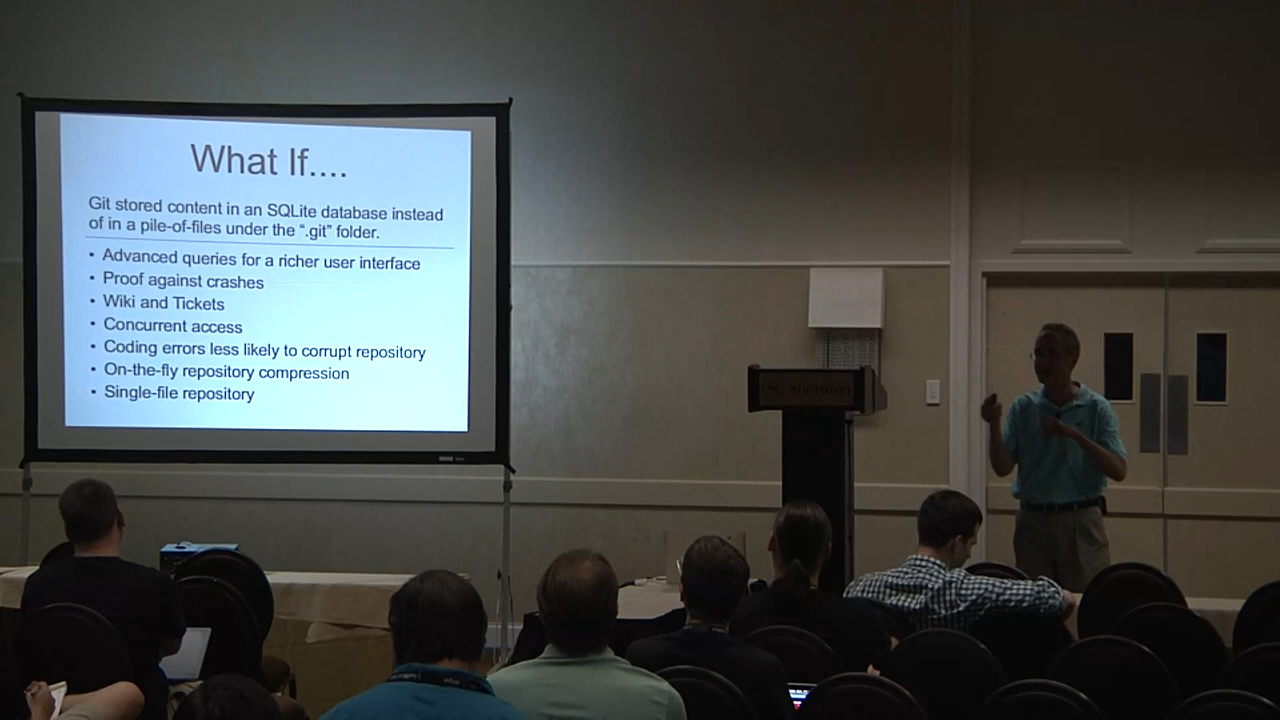 What If....
Git stored content in an SQLite database instead
of in a pile-of-files under the “.git” folder.
• Advanced queries for a richer user interface
• Proof against crashes
• Wiki and Tickets
• Concurrent access
• Coding errors less likely to corrupt repository
• On-the-fly repository compression
• Single-file repository
Sheraton